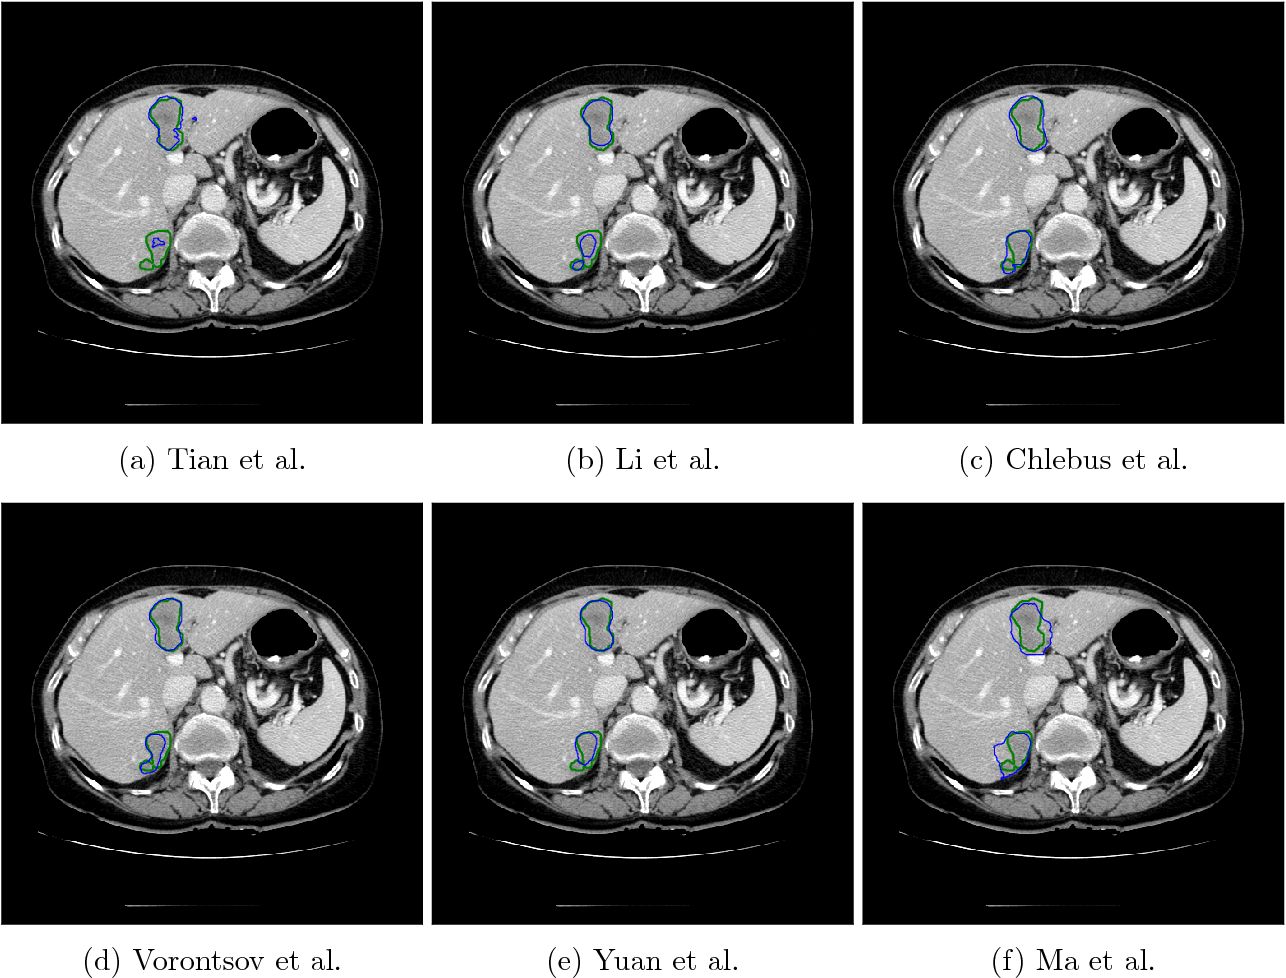 (a) Tian et al.
(b) Li et al.
(c) Chlebus et al.
(d) Vorontsov et al.
(e) Yuan et al.
(f) Ma et al.